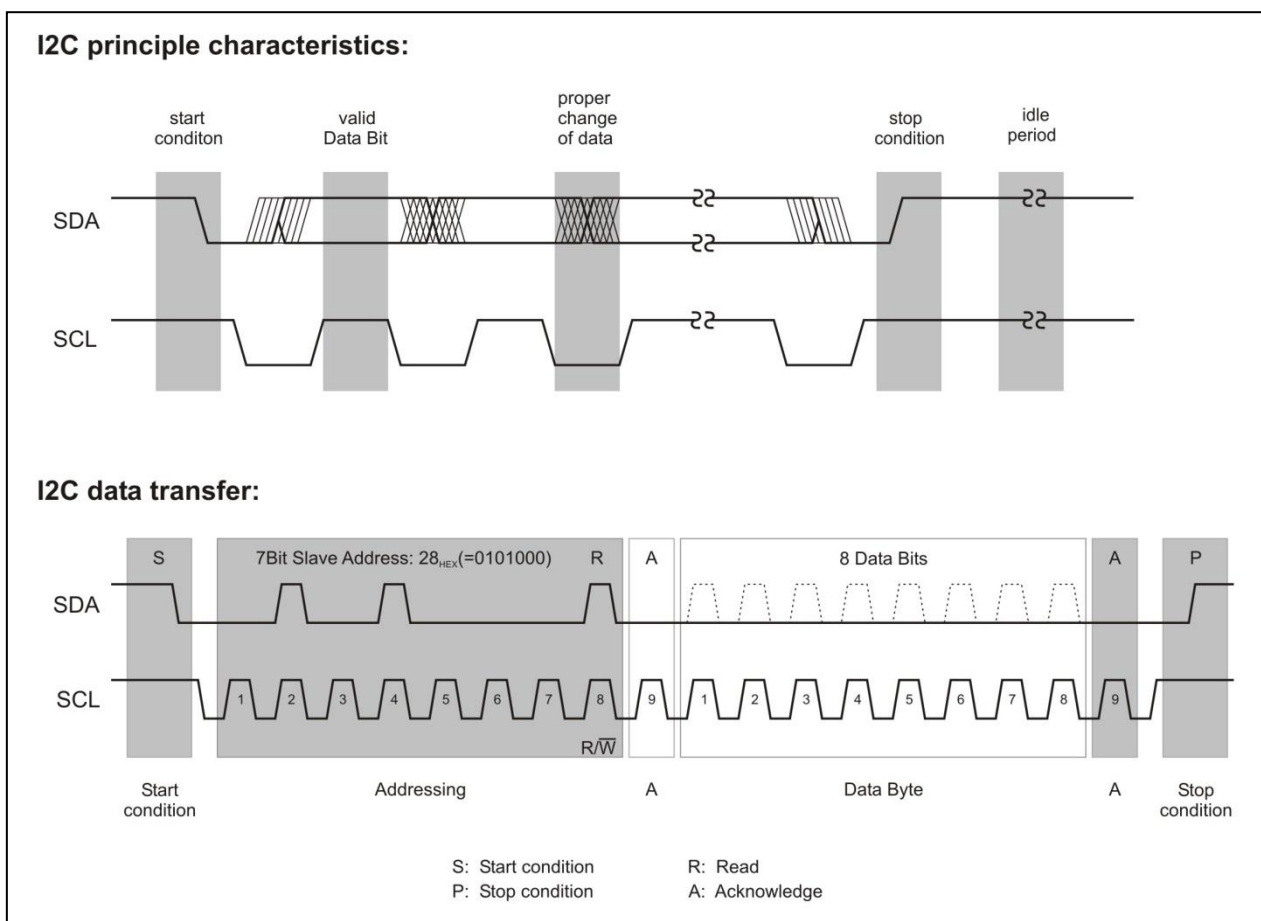 I2C principle characteristics:
start
conditon
valid
Data Bit
proper
change
of data
stop
condition
idle
period
SDA
SCL
I2C data transfer:
S
7Bit Slave Address: 28HEX(=0101000)
R
A
8 Data Bits
A
P
SDA
SCL
1 2 3 4 5 6 7 8 9 1 2 3 4 5 6 7 8 9
R/W̅
Start
condition
Addressing
A
Data Byte
A
Stop
condition
S: Start condition
R: Read
P: Stop condition
A: Acknowledge